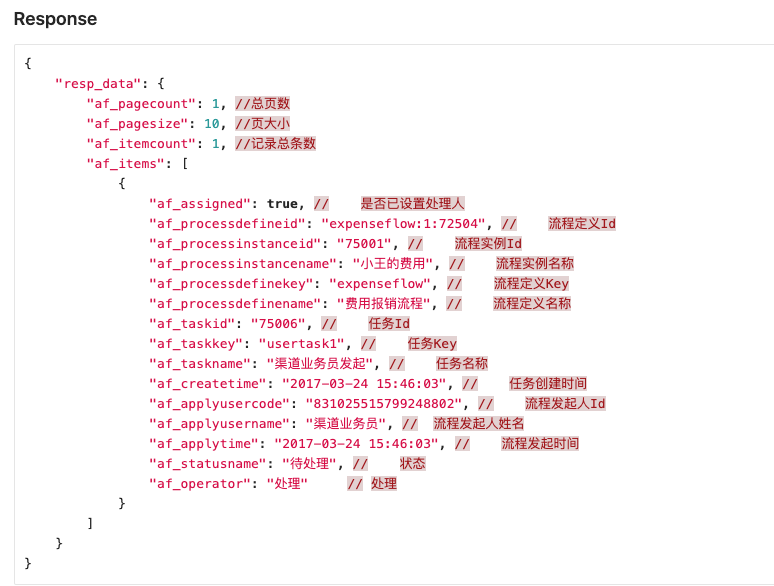 Response
{
"resp_data": {
"af_pagecount": 1, //总页数
"af_pagesize": 10, //页大小
"af_itemcount": 1, //记录总条数
"af_items": [
{
"af_assigned": true, // 是否已设置处理人
"af_processdefineid": "expenseflow:1:72504", // 流程定义Id
"af_processinstanceid": "75001", // 流程实例Id
"af_processinstancename": "小王的费用", // 流程实例名称
"af_processdefinekey": "expenseflow", // 流程定义Key
"af_processdefinename": "费用报销流程", // 流程定义名称
"af_taskid": "75006", // 任务Id
"af_taskkey": "usertask1", // 任务Key
"af_taskname": "渠道业务员发起", // 任务名称
"af_createtime": "2017-03-24 15:46:03", // 任务创建时间
"af_applyusercode": "831025515799248802", // 流程发起人Id
"af_applyusername": "渠道业务员", // 流程发起人姓名
"af_applytime": "2017-03-24 15:46:03", // 流程发起时间
"af_statusname": "待处理", // 状态
"af_operator": "处理" // 处理
}
]
}
}